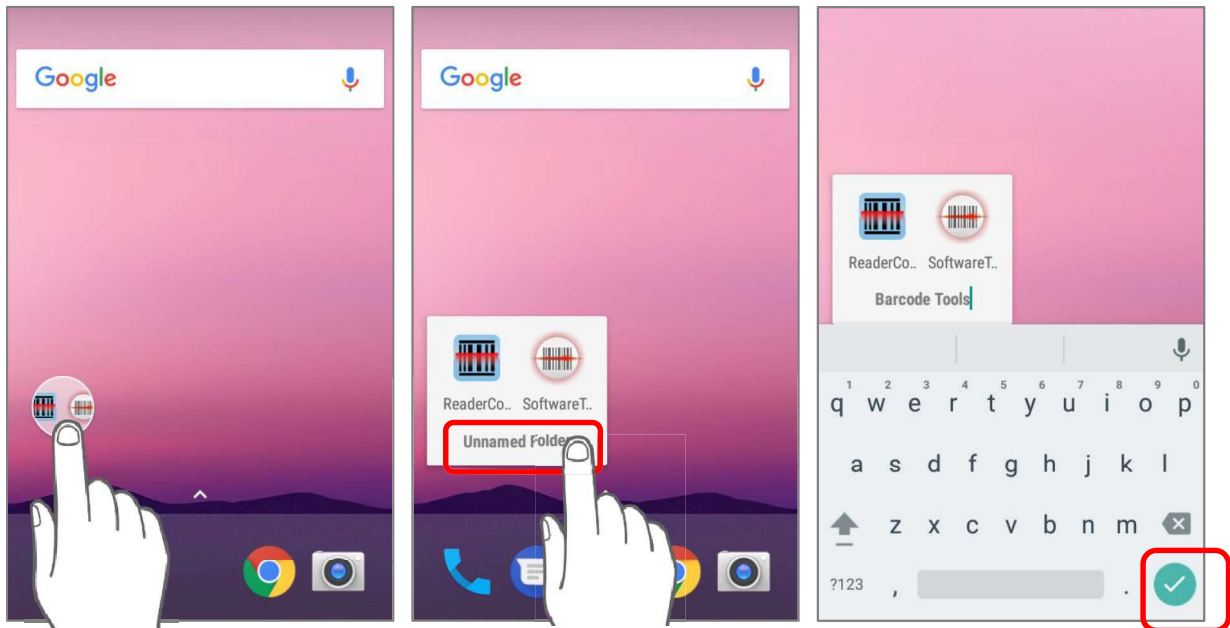 Google
Google
ReaderCo.. SoftwareT..
Unnamed Folder
ReaderCo.. SoftwareT..
Barcode Tools
1 2 3 4 5 6 7 8 9 0
q w e r t y u i o p
a s d f g h j k l
z x c v b n m
?123 , .